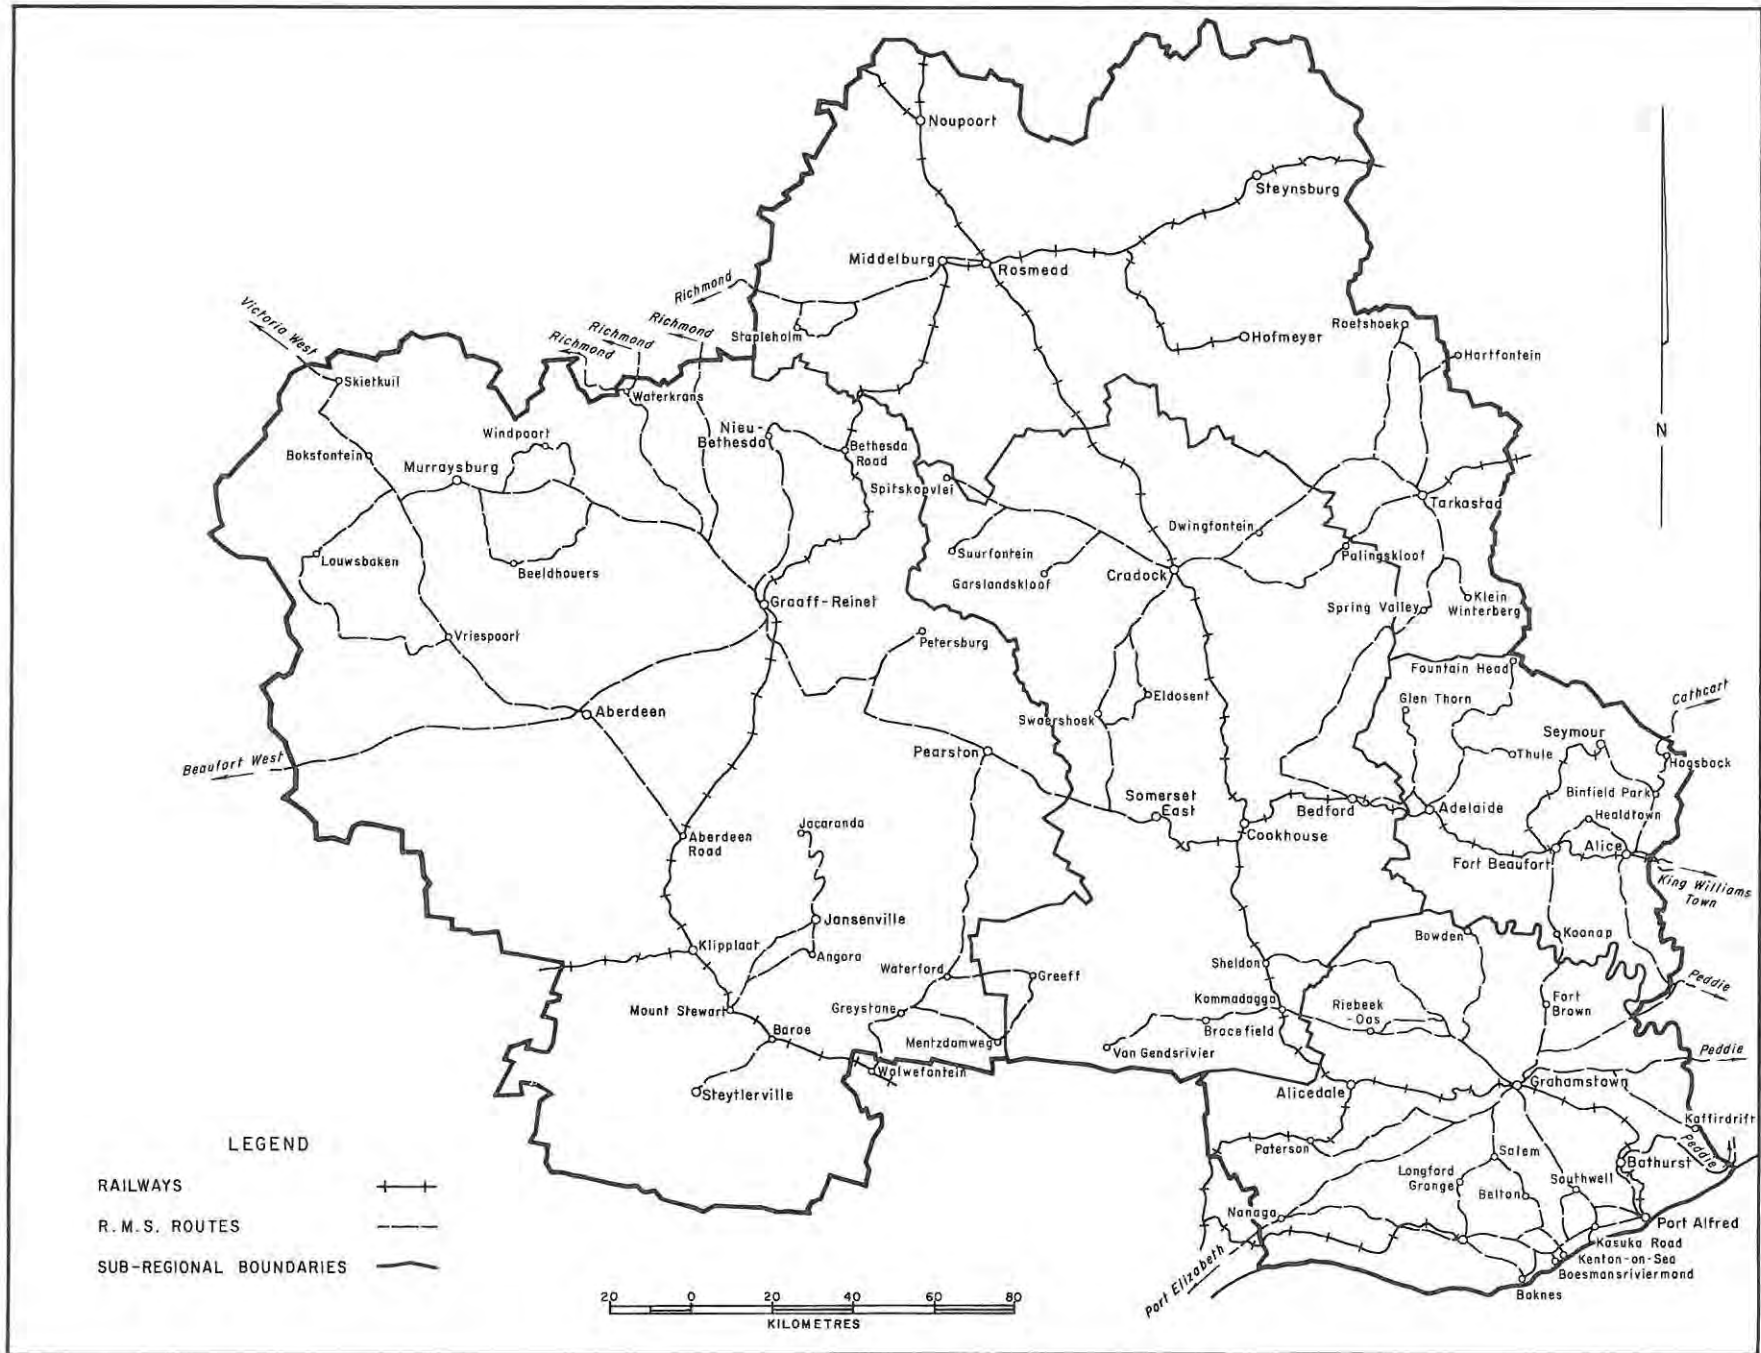 Noupoort
Steynsburg
Middelburg
Rosmead
Richmond
Stapleholm
Hofmeyer
Roetshoek
Hartfontein
Victoria West
Richmond
Richmond
Richmond
Skietkuil
Waterkrans
Nieu-
Bethesda
Bethesda
Road
Windpoort
Boksfontein
Murraysburg
Spitskopvlei
Tarkastad
Dwingfontein
Louwsbaken
Beeldhouers
Suurfontein
Garslandskloof
Cradock
Palingskloof
Graaff-Reinet
Klein
Winterberg
Spring Valley
Vriespoort
Petersburg
Fountain Head
Glen Thorn
Cathcart
Eldosent
Swaershoek
Aberdeen
Seymour
Thule
Hogsback
Pearston
Beaufort West
Binfield Park
Somerset
East
Bedford
Adelaide
Healdtown
Jacaranda
Aberdeen
Road
Cookhouse
Fort Beaufort
Alice
King Williams
Town
Jansenville
Klipplaat
Angora
Bowden
Koonap
Waterford
Greeff
Sheldon
Peddie
Mount Stewart
Greystone
Kommadagga
Riebeek
-Oos
Fort
Brown
Baroe
Mentzdamweg
Bracefield
Van Gendsrivier
Peddie
Wolwefontein
Steytlerville
Alicedale
Grahamstown
Kaffirdrift
Peddie
Paterson
Salem
Bathurst
Longford
Grange
Belton
Southwell
Nanaga
Port Alfred
Kasuka Road
Kenton-on-Sea
Boesmansriviermond
Boknes
Port Elizabeth
N
LEGEND
RAILWAYS
R.M.S. ROUTES
SUB-REGIONAL BOUNDARIES
20 0 20 40 60 80
KILOMETRES